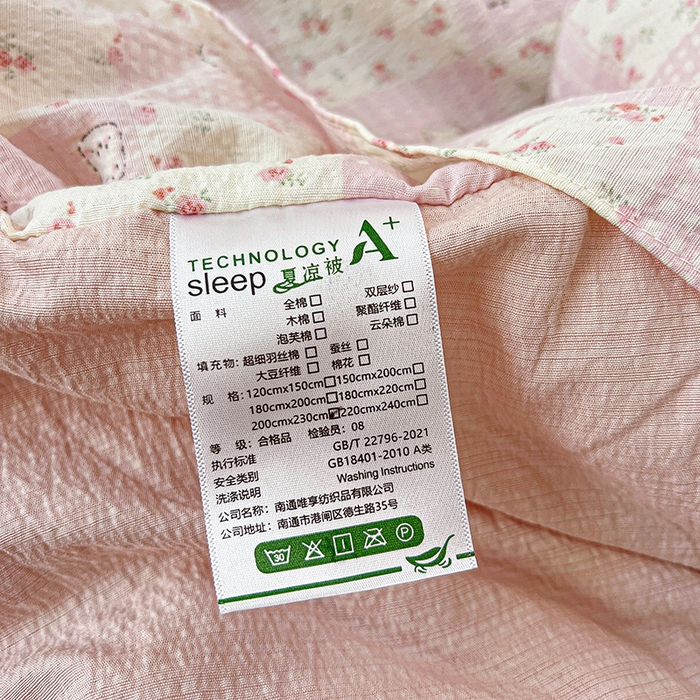 TECHNOLOGY A+
sleep 夏凉被
面 料 全棉□ 双层纱□
木棉□ 聚酯纤维□
泡芙棉□ 云朵棉□
填充物: 超细羽丝棉□ 蚕丝□
大豆纤维□ 棉花□
规 格: 120cmx150cm□150cmx200cm□
180cmx200cm□180cmx220cm□
200cmx230cm☑220cmx240cm□
等 级: 合格品 检验员: 08
执行标准 GB/T 22796-2021
安全类别 GB18401-2010 A类
洗涤说明 Washing Instructions
公司名称: 南通唯享纺织品有限公司
公司地址: 南通市港闸区德生路35号
30 P